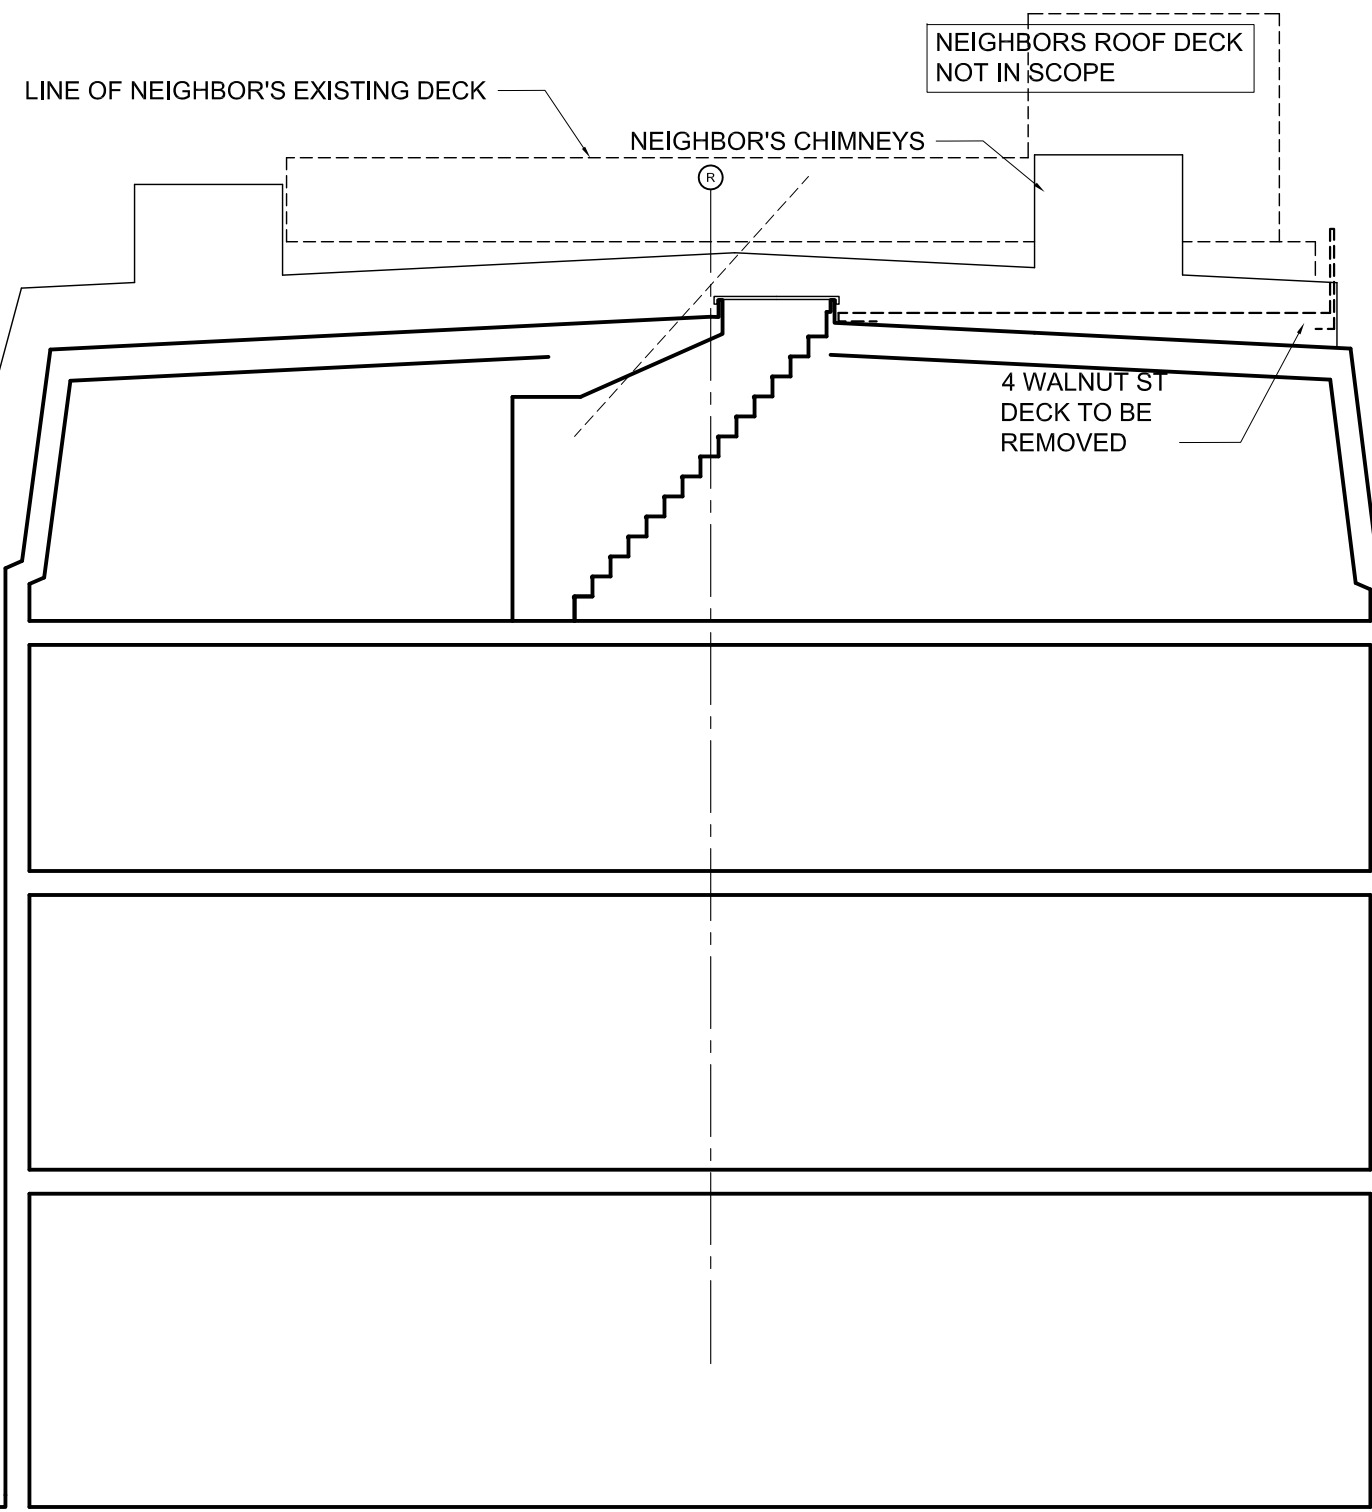 NEIGHBORS ROOF DECK
NOT IN SCOPE
LINE OF NEIGHBOR'S EXISTING DECK
NEIGHBOR'S CHIMNEYS
R
4 WALNUT ST
DECK TO BE
REMOVED